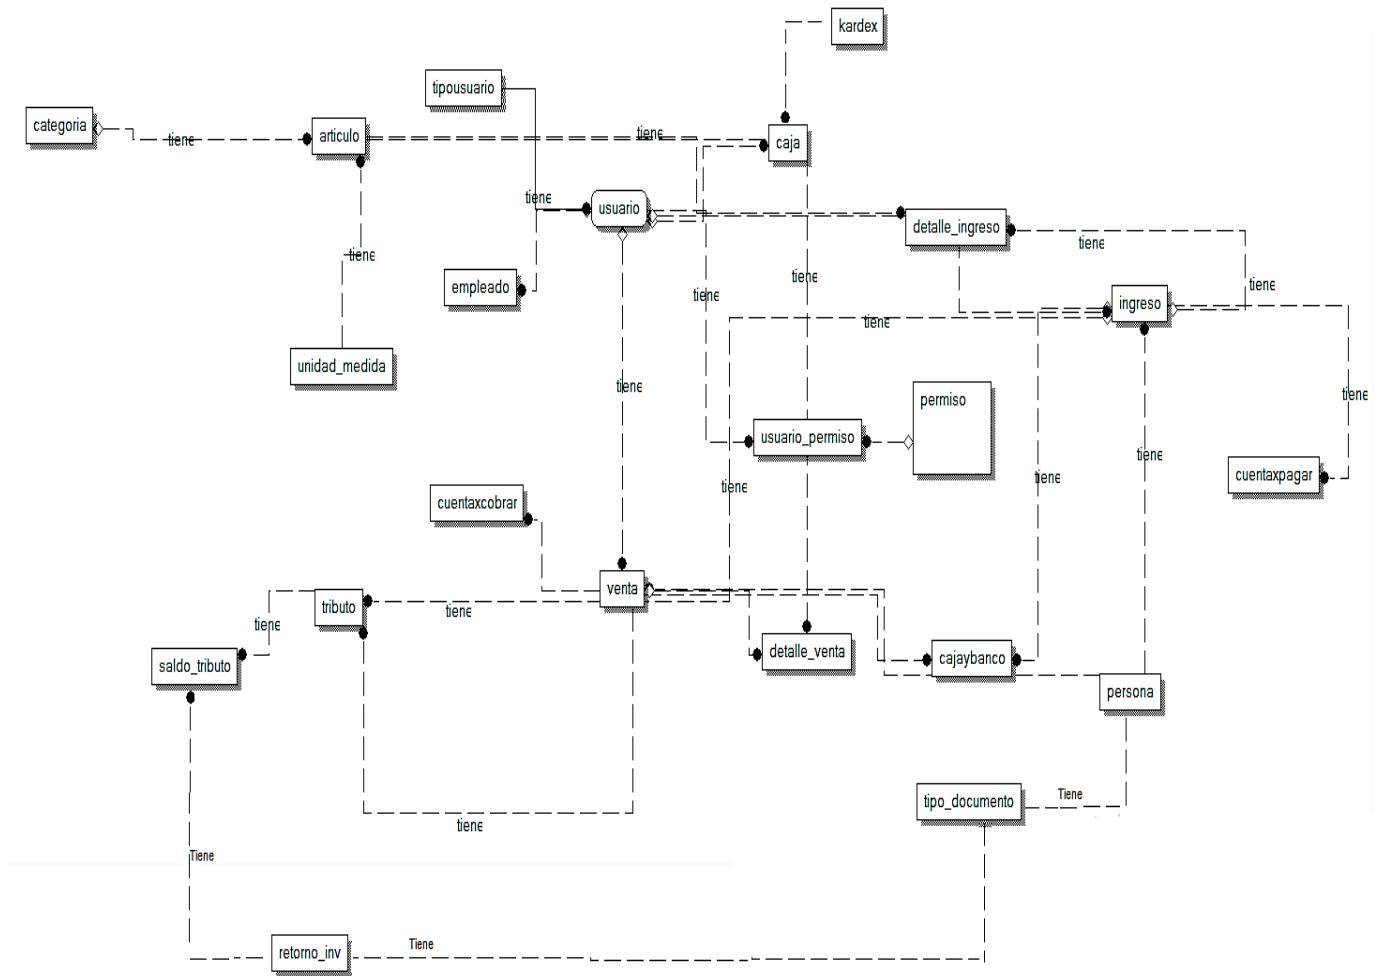 kardex
tipousuario
categoria
tiene
articulo
tiene
caja
tiene
usuario
detalle_ingreso
tiene
tiene
empleado
tiene
tiene
tiene
tiene
ingreso
tiene
unidad_medida
tiene
permiso
tiene
usuario_permiso
tiene
tiene
cuentaxpagar
tiene
tiene
cuentaxcobrar
venta
tributo
tiene
tiene
detalle_venta
cajaybanco
saldo_tributo
persona
tipo_documento
Tiene
tiene
Tiene
retorno_inv
Tiene